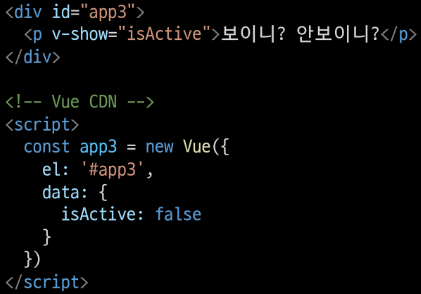 <div id="app3">
  <p v-show="isActive">보이니? 안보이니?</p>
</div>

<!-- Vue CDN -->
<script>
  const app3 = new Vue({
    el: '#app3',
    data: {
      isActive: false
    }
  })
</script>